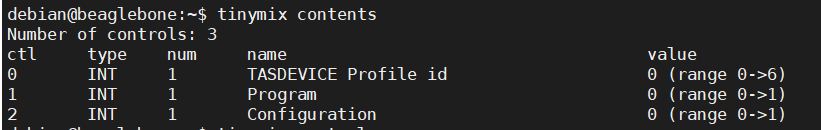 debian@beaglebone:~$ tinymix contents
Number of controls: 3
ctl type num name value
0 INT 1 TASDEVICE Profile id 0 (range 0->6)
1 INT 1 Program 0 (range 0->1)
2 INT 1 Configuration 0 (range 0->1)